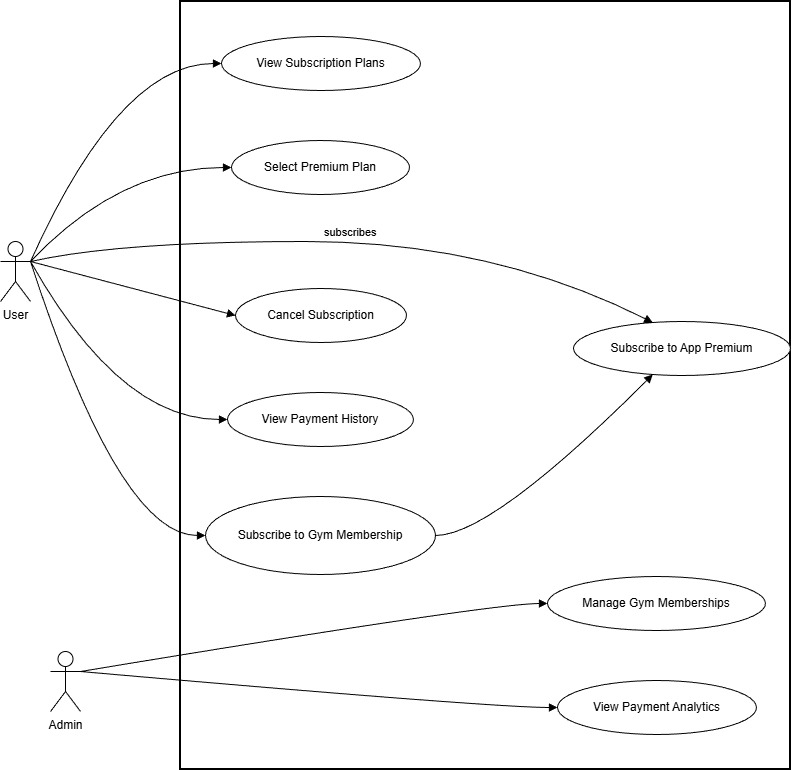 View Subscription Plans
Select Premium Plan
subscribes
User
Cancel Subscription
Subscribe to App Premium
View Payment History
Subscribe to Gym Membership
Manage Gym Memberships
Admin
View Payment Analytics